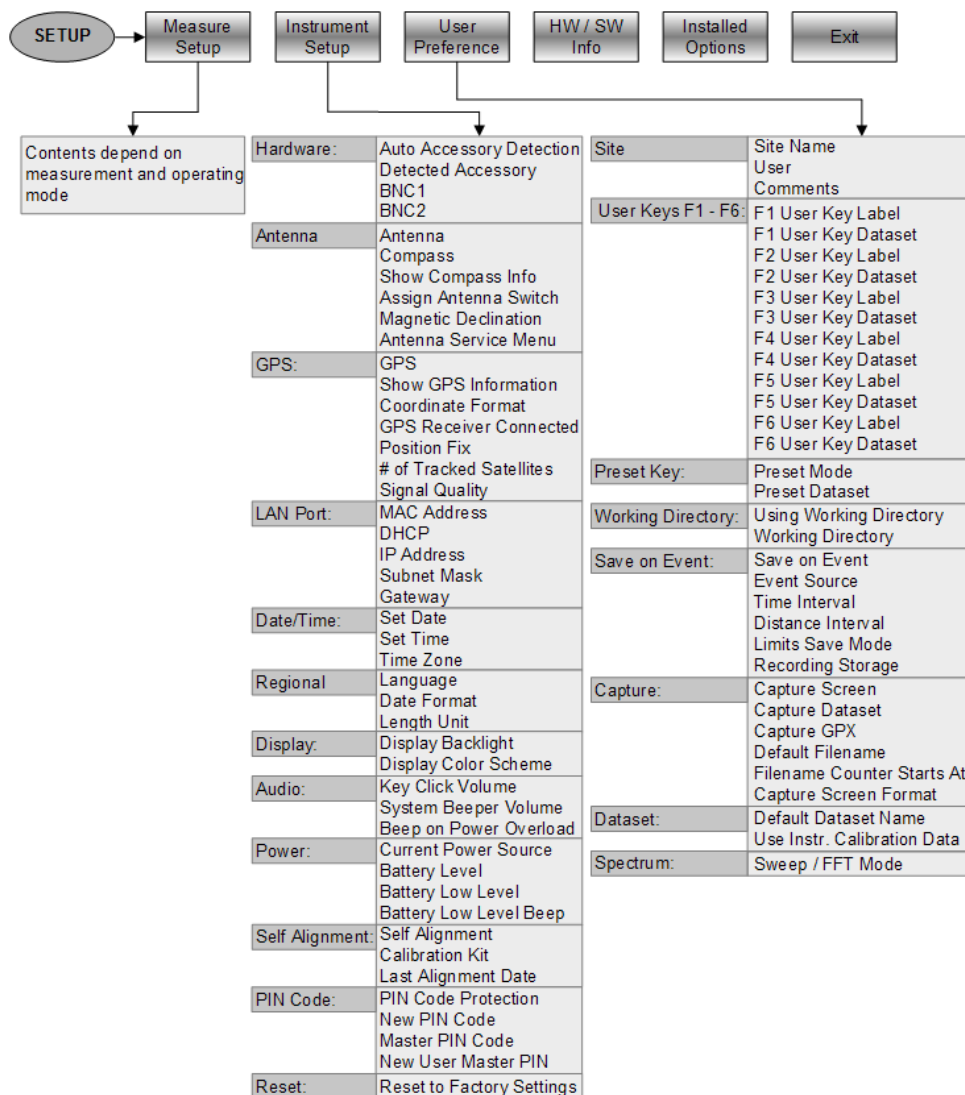 SETUP
Measure
Setup
Instrument
Setup
User
Preference
HW / SW
Info
Installed
Options
Exit
Contents depend on
measurement and operating
mode
Hardware:
Auto Accessory Detection
Detected Accessory
BNC1
BNC2
Antenna
Antenna
Compass
Show Compass Info
Assign Antenna Switch
Magnetic Declination
Antenna Service Menu
GPS:
GPS
Show GPS Information
Coordinate Format
GPS Receiver Connected
Position Fix
# of Tracked Satellites
Signal Quality
LAN Port:
MAC Address
DHCP
IP Address
Subnet Mask
Gateway
Date/Time:
Set Date
Set Time
Time Zone
Regional
Language
Date Format
Length Unit
Display:
Display Backlight
Display Color Scheme
Audio:
Key Click Volume
System Beeper Volume
Beep on Power Overload
Power:
Current Power Source
Battery Level
Battery Low Level
Battery Low Level Beep
Self Alignment:
Self Alignment
Calibration Kit
Last Alignment Date
PIN Code:
PIN Code Protection
New PIN Code
Master PIN Code
New User Master PIN
Reset:
Reset to Factory Settings
Site
Site Name
User
Comments
User Keys F1 - F6:
F1 User Key Label
F1 User Key Dataset
F2 User Key Label
F2 User Key Dataset
F3 User Key Label
F3 User Key Dataset
F4 User Key Label
F4 User Key Dataset
F5 User Key Label
F5 User Key Dataset
F6 User Key Label
F6 User Key Dataset
Preset Key:
Preset Mode
Preset Dataset
Working Directory:
Using Working Directory
Working Directory
Save on Event:
Save on Event
Event Source
Time Interval
Distance Interval
Limits Save Mode
Recording Storage
Capture:
Capture Screen
Capture Dataset
Capture GPX
Default Filename
Filename Counter Starts At
Capture Screen Format
Dataset:
Default Dataset Name
Use Instr. Calibration Data
Spectrum:
Sweep / FFT Mode